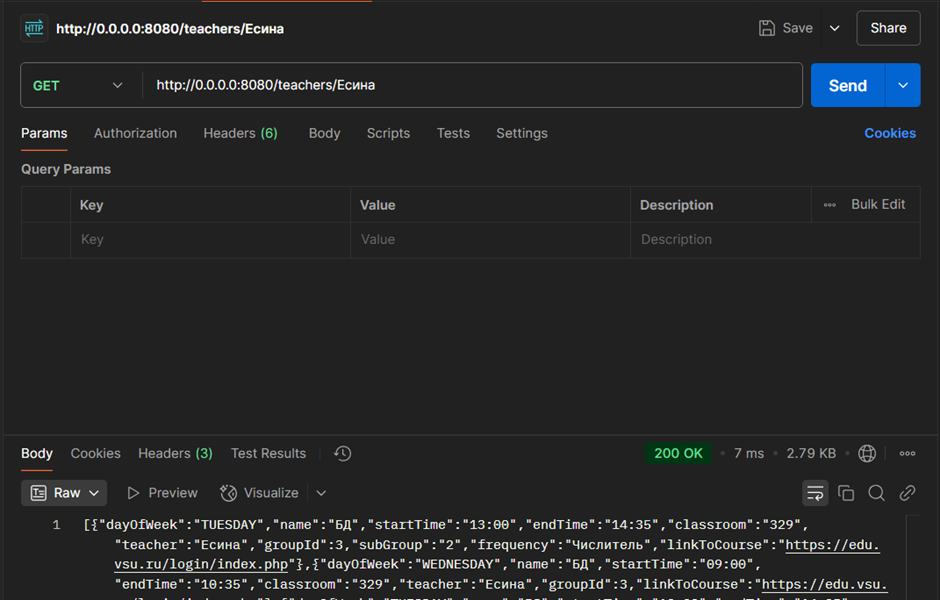 HTTP http://0.0.0.0:8080/teachers/Есина Save Share
GET http://0.0.0.0:8080/teachers/Есина Send
Params Authorization Headers (6) Body Scripts Tests Settings Cookies
Query Params
Key Value Description Bulk Edit
Key Value Description
Body Cookies Headers (3) Test Results 200 OK • 7 ms • 2.79 KB
Raw Preview Visualize
1 [{"dayOfWeek":"TUESDAY","name":"БД","startTime":"13:00","endTime":"14:35","classroom":"329",
"teacher":"Есина","groupId":3,"subGroup":"2","frequency":"Числитель","linkToCourse":"https://edu.
vsu.ru/login/index.php"},{"dayOfWeek":"WEDNESDAY","name":"БД","startTime":"09:00",
"endTime":"10:35","classroom":"329","teacher":"Есина","groupId":3,"linkToCourse":"https://edu.vsu.